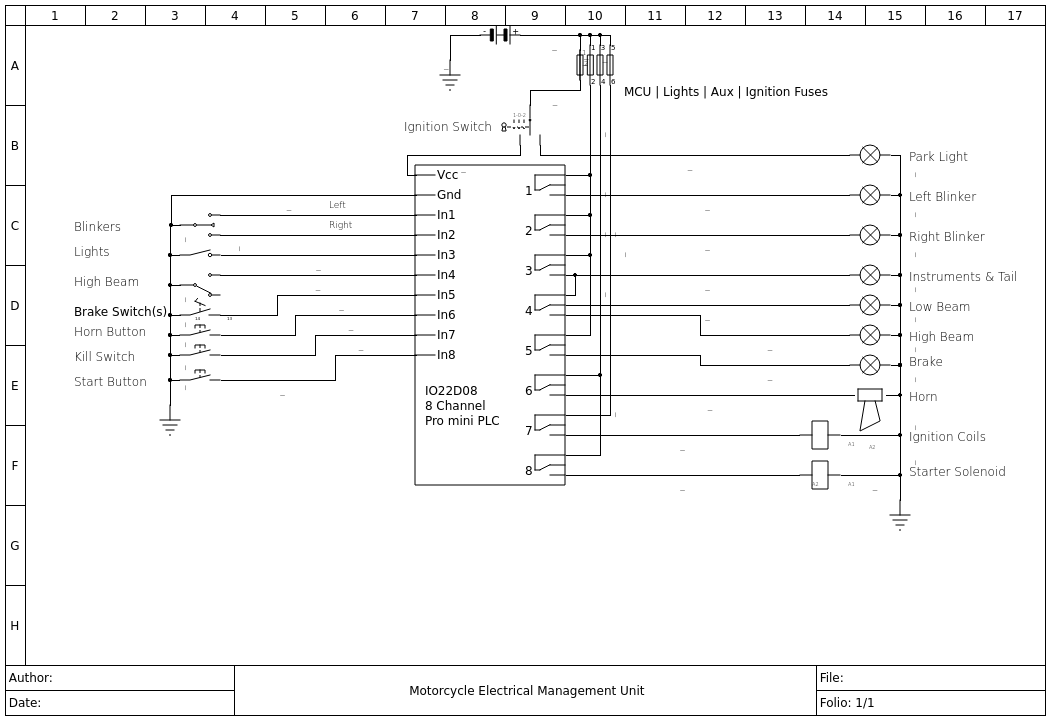 1 2 3 4 5 6 7 8 9 10 11 12 13 14 15 16 17
A
B
C
D
E
F
G
H
- +
1 3 5
2 4 6
MCU | Lights | Aux | Ignition Fuses
1-0-2
Ignition Switch
Vcc
Gnd
In1
In2
In3
In4
In5
In6
In7
In8
Left
Right
Blinkers
Lights
High Beam
Brake Switch(s)
Horn Button
Kill Switch
Start Button
14 13
1
2
3
4
5
6
7
8
IO22D08
8 Channel
Pro mini PLC
Park Light
Left Blinker
Right Blinker
Instruments & Tail
Low Beam
High Beam
Brake
Horn
Ignition Coils
Starter Solenoid
A1 A2
A2 A1
Author:
Date:
Motorcycle Electrical Management Unit
File:
Folio: 1/1